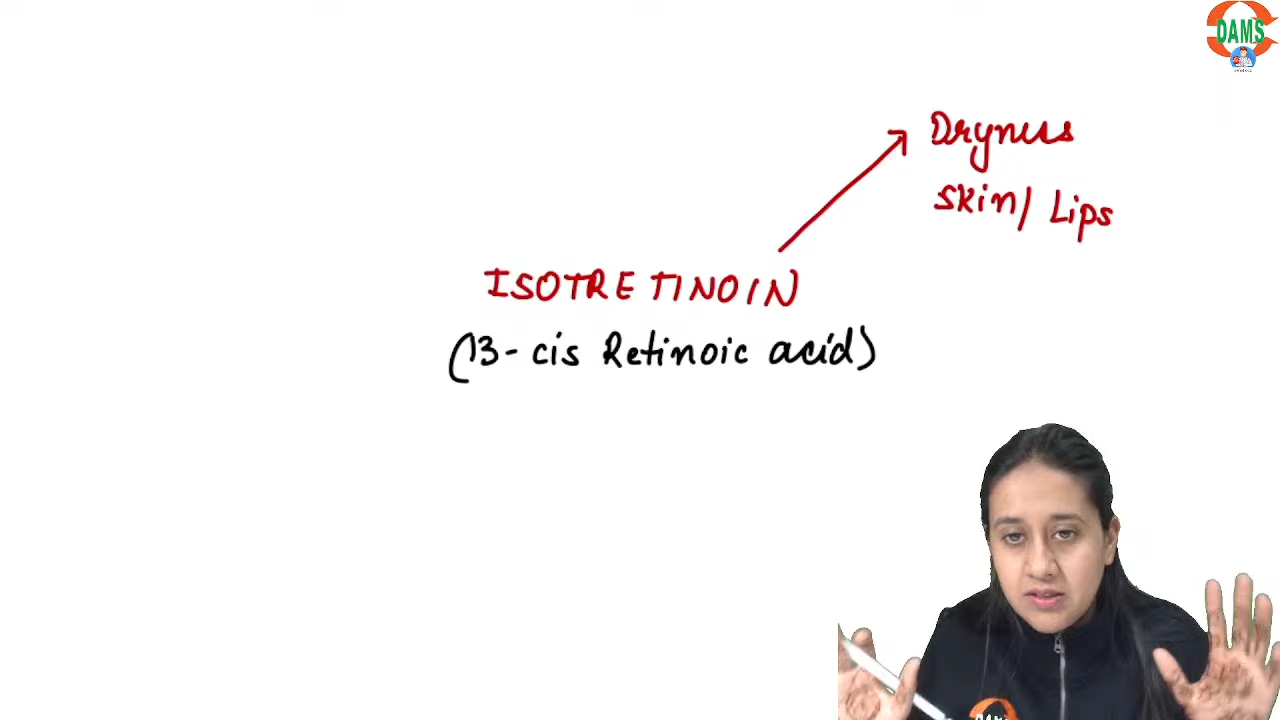 DAMS
Dryness
Skin/ Lips
ISOTRETINOIN
(13-cis Retinoic acid)